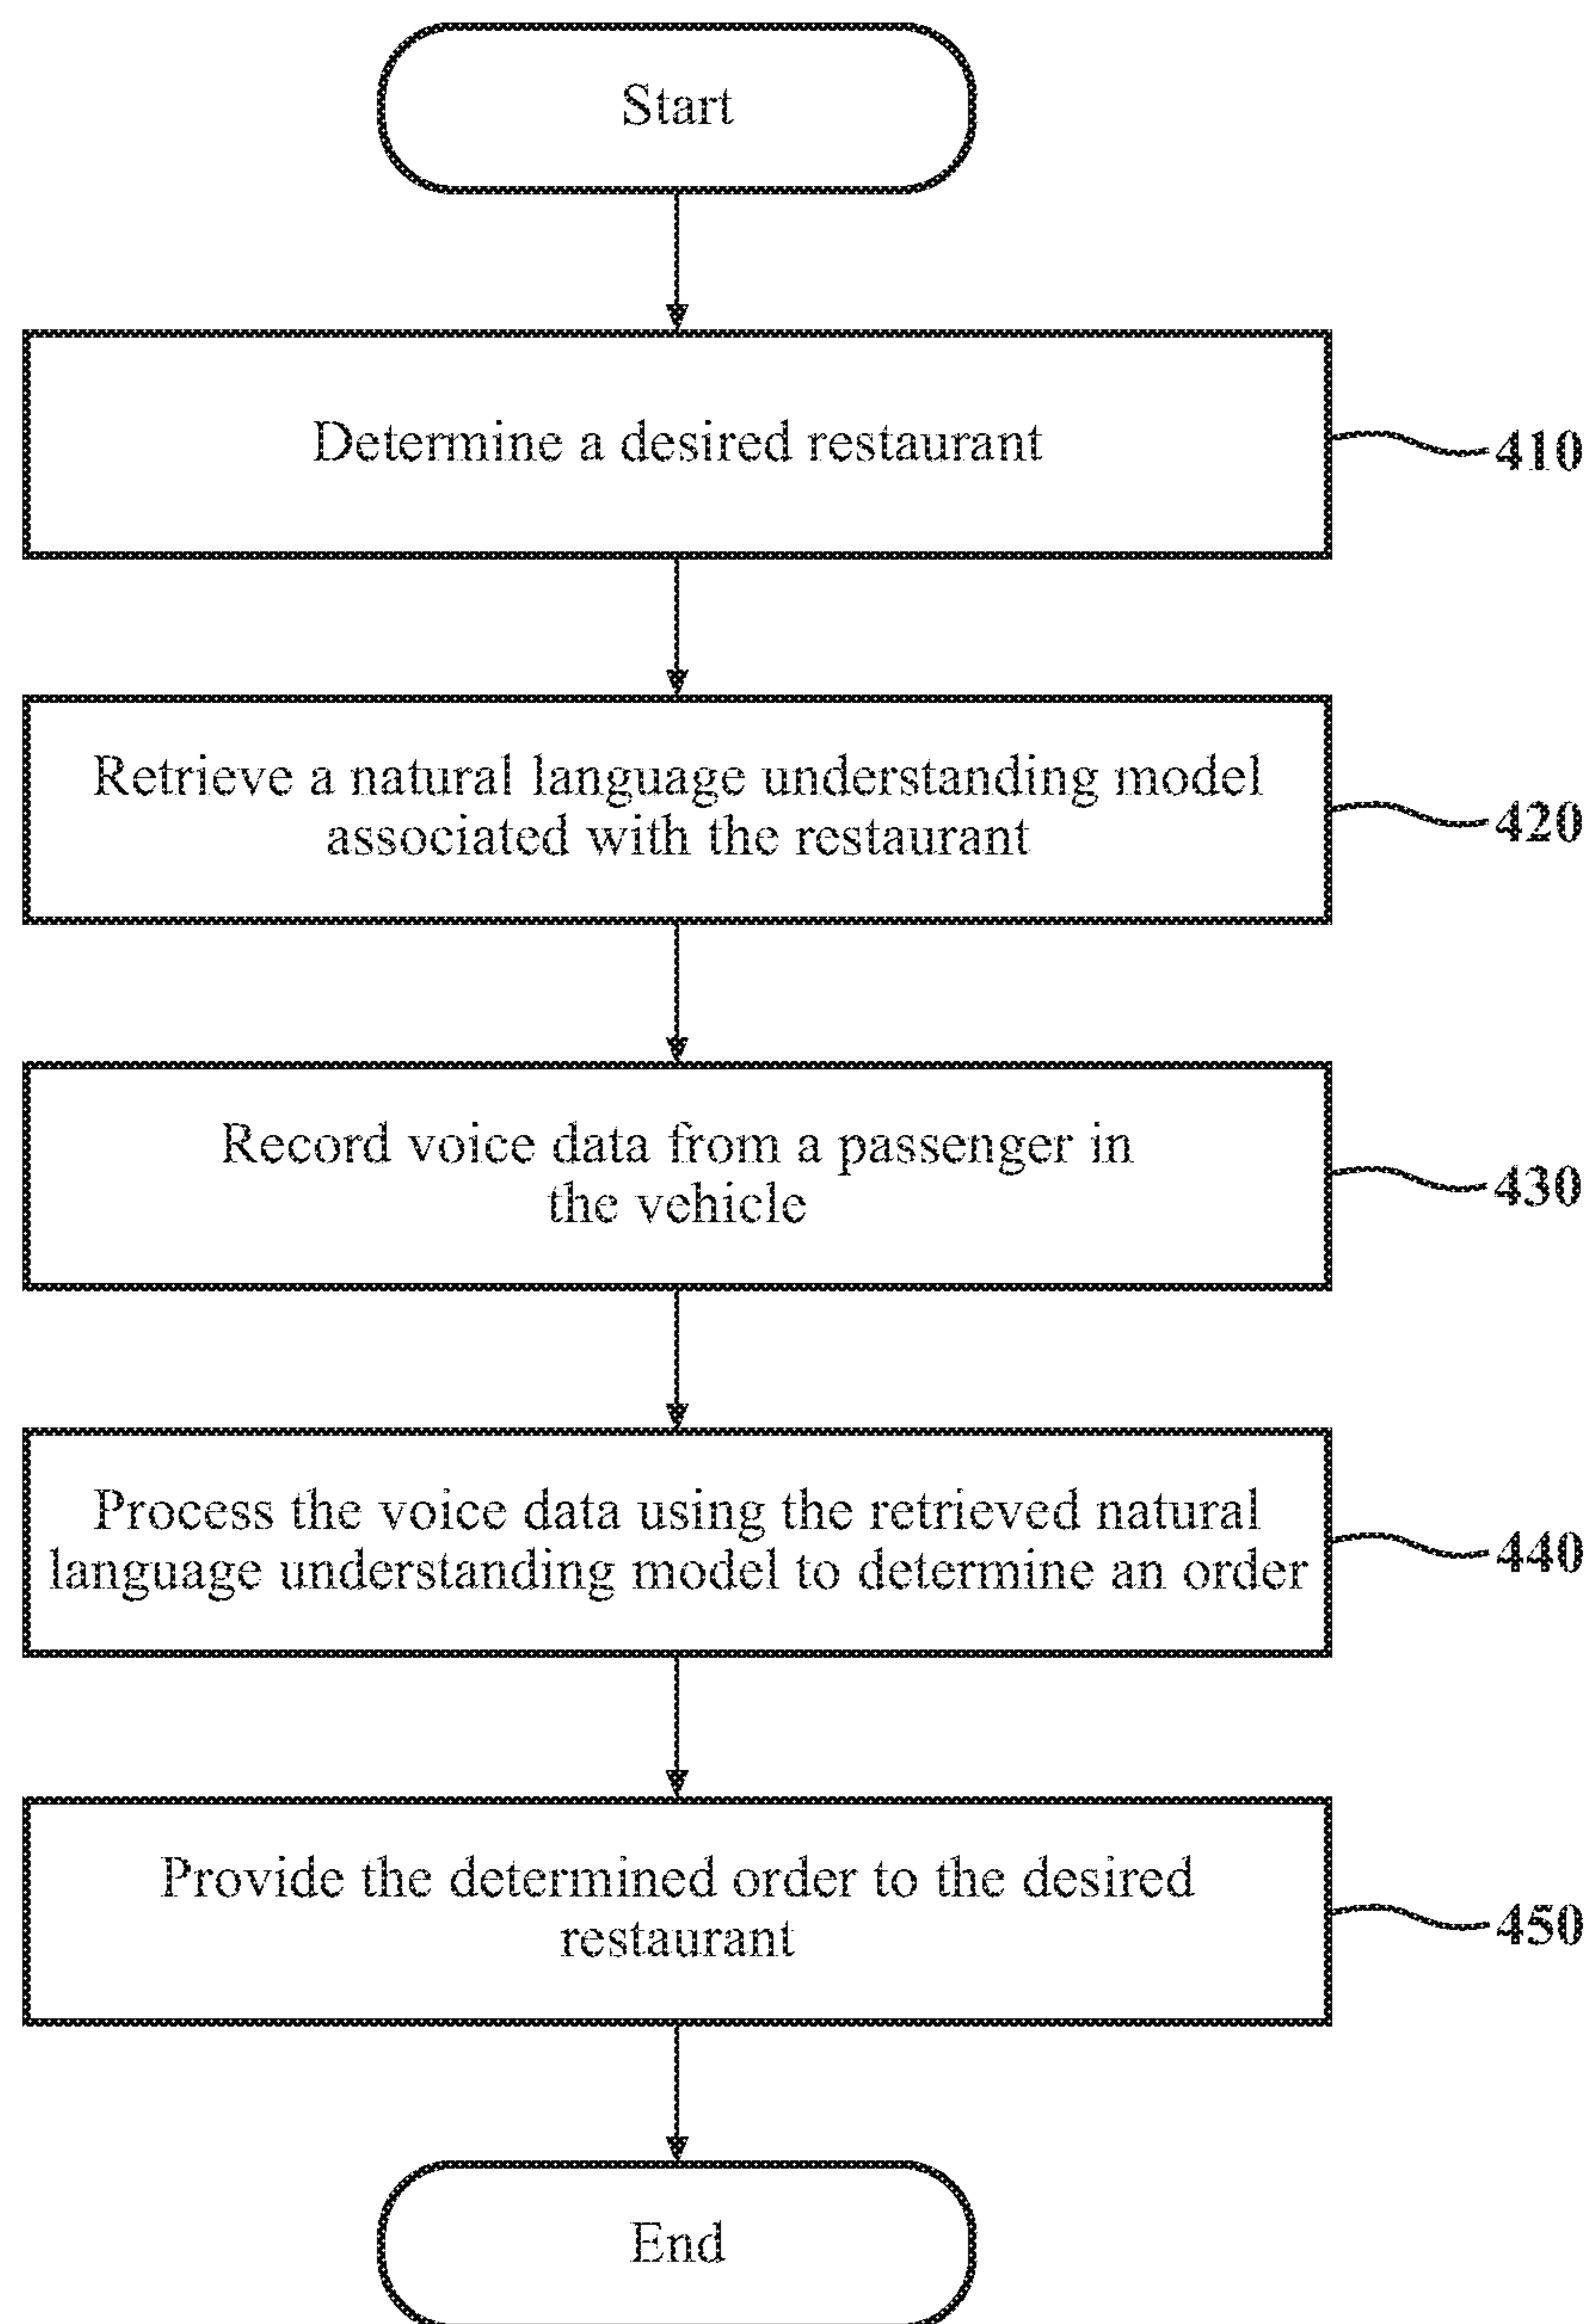 Start
Determine a desired restaurant
410
Retrieve a natural language understanding model
associated with the restaurant
420
Record voice data from a passenger in
the vehicle
430
Process the voice data using the retrieved natural
language understanding model to determine an order
440
Provide the determined order to the desired
restaurant
450
End